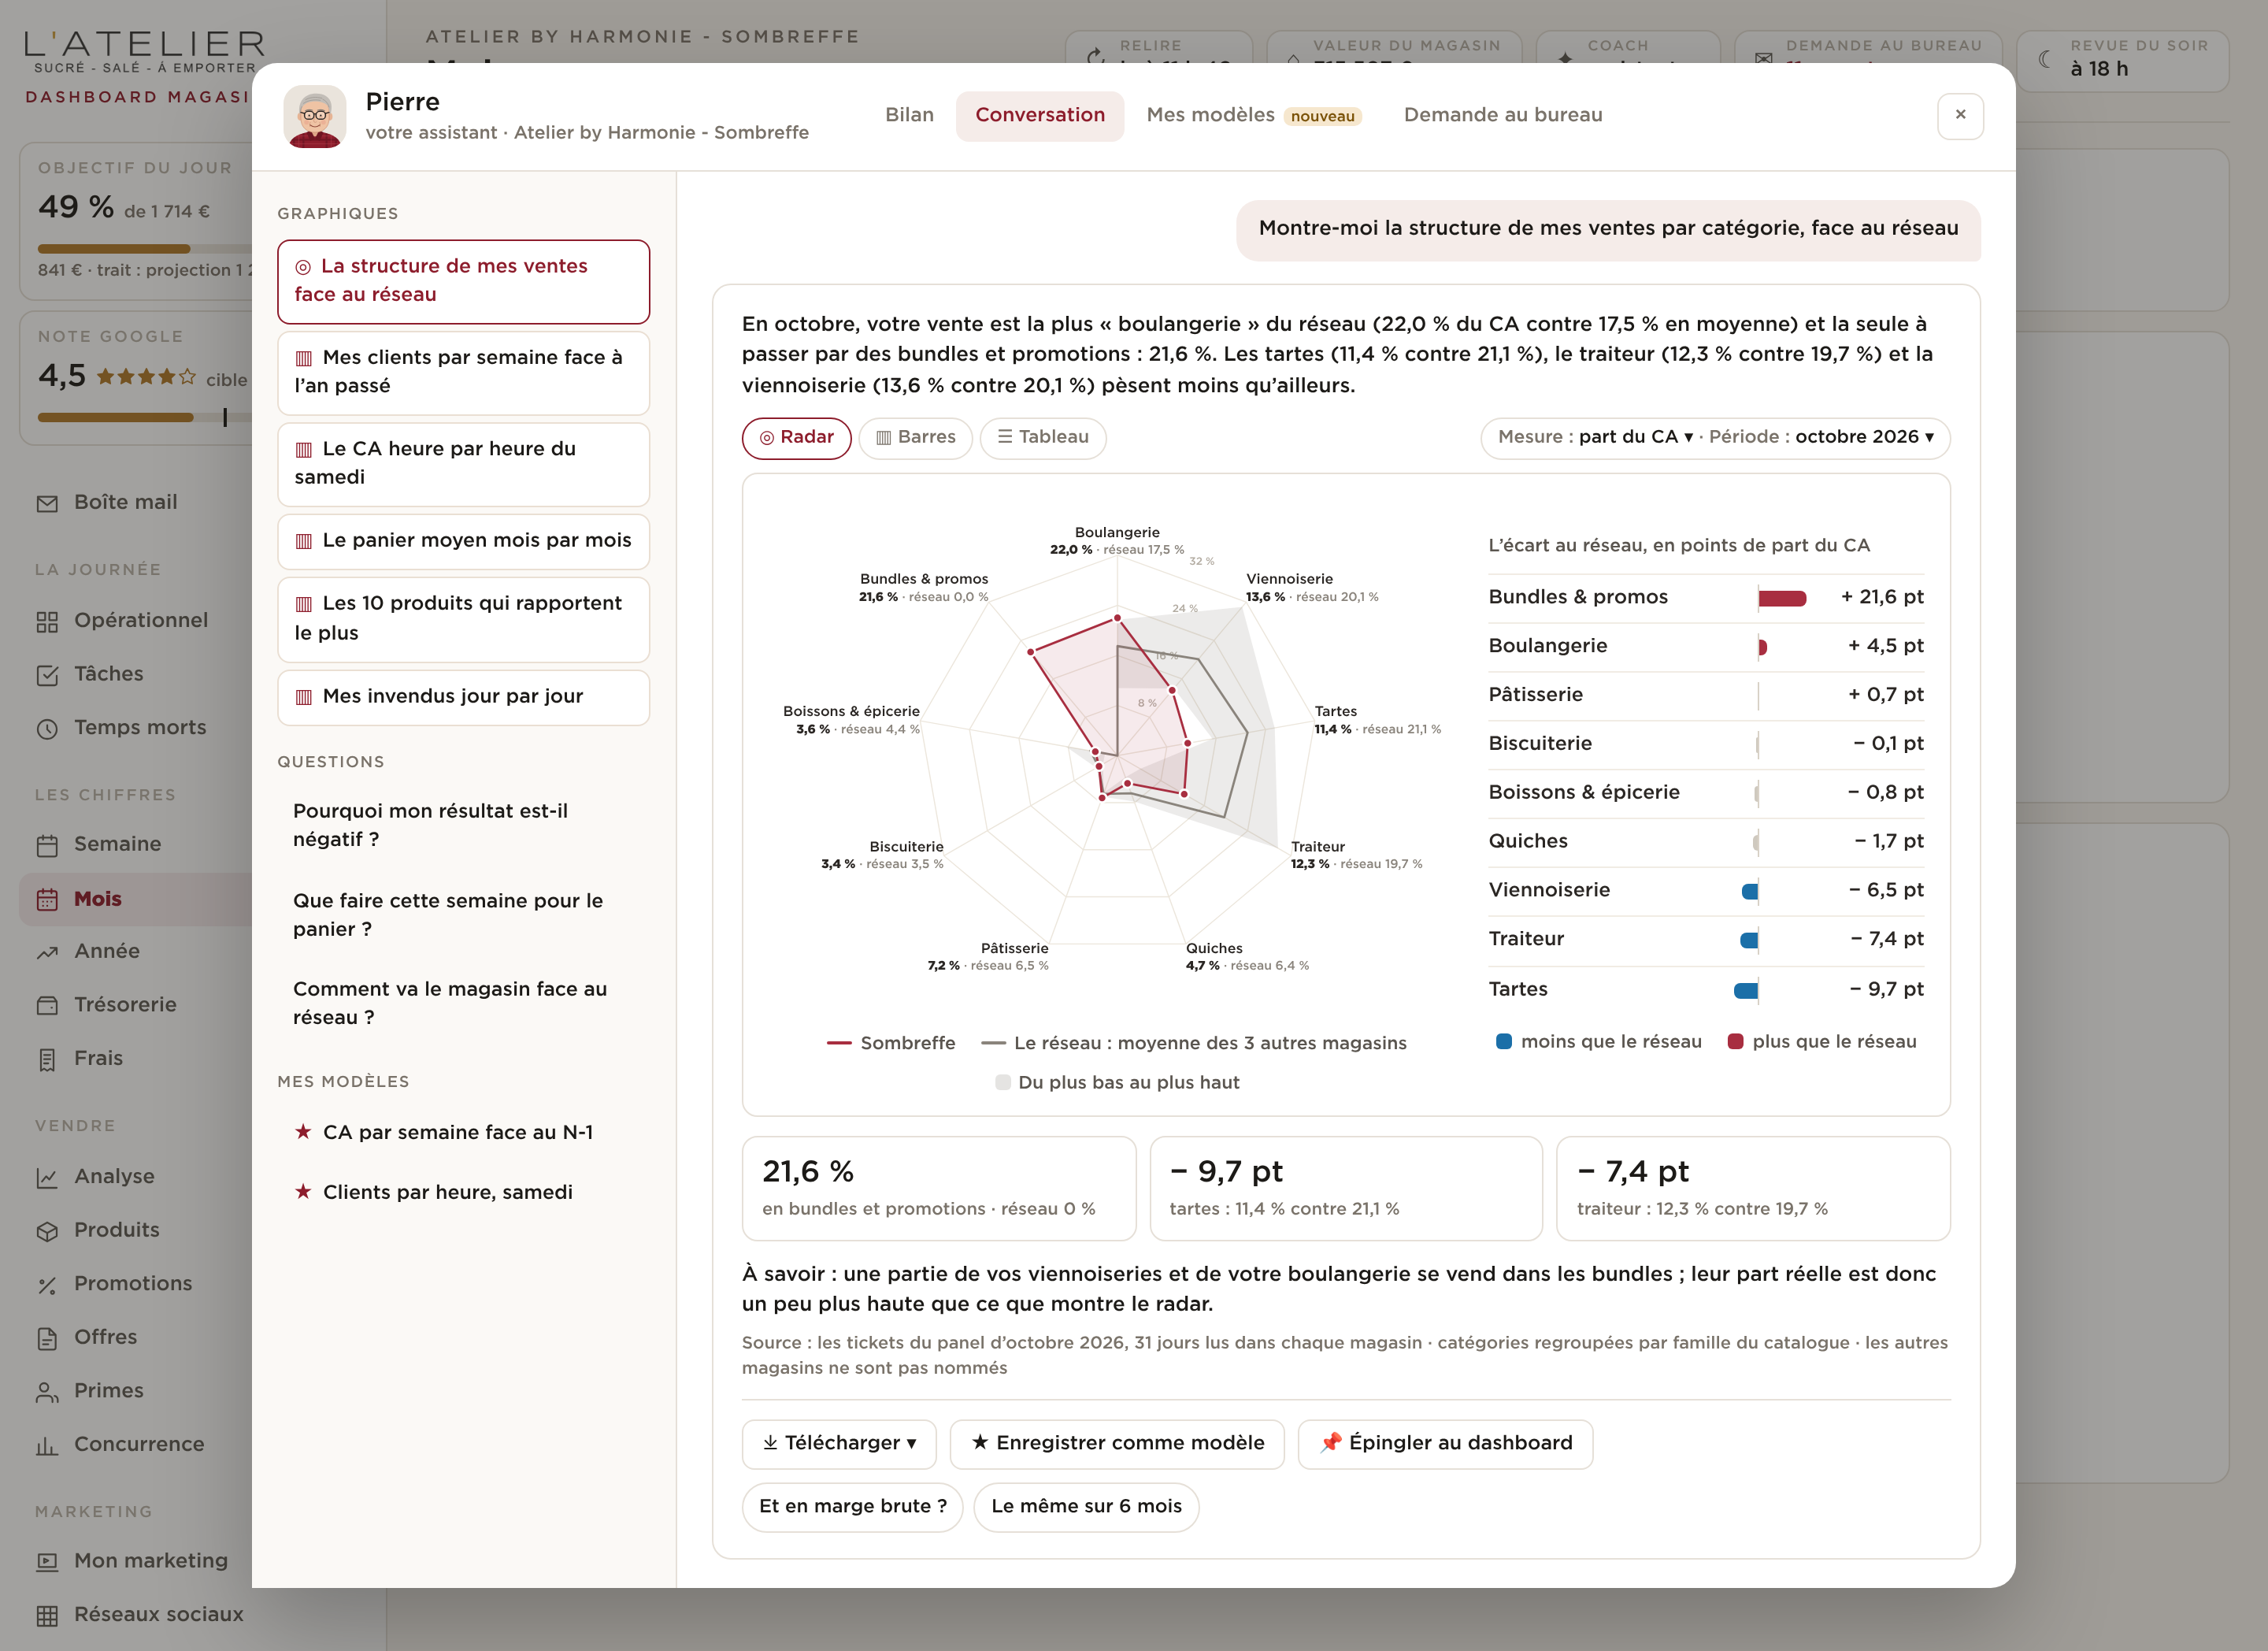 L'ATELIER
SUCRÉ - SALÉ - À EMPORTER
DASHBOARD MAGASI
ATELIER BY HARMONIE - SOMBREFFE
RELIRE
VALEUR DU MAGASIN
COACH
DEMANDE AU BUREAU
REVUE DU SOIR
à 18 h
OBJECTIF DU JOUR
49 % de 1 714 €
841 € · trait : projection 1 2
NOTE GOOGLE
4,5 ★★★★☆ cible
Boîte mail
LA JOURNÉE
Opérationnel
Tâches
Temps morts
LES CHIFFRES
Semaine
Mois
Année
Trésorerie
Frais
VENDRE
Analyse
Produits
Promotions
Offres
Primes
Concurrence
MARKETING
Mon marketing
Réseaux sociaux
Pierre
votre assistant · Atelier by Harmonie - Sombreffe
Bilan
Conversation
Mes modèles nouveau
Demande au bureau
×
GRAPHIQUES
◎ La structure de mes ventes
face au réseau
Mes clients par semaine face à
l’an passé
Le CA heure par heure du
samedi
Le panier moyen mois par mois
Les 10 produits qui rapportent
le plus
Mes invendus jour par jour
QUESTIONS
Pourquoi mon résultat est-il
négatif ?
Que faire cette semaine pour le
panier ?
Comment va le magasin face au
réseau ?
MES MODÈLES
★ CA par semaine face au N-1
★ Clients par heure, samedi
Montre-moi la structure de mes ventes par catégorie, face au réseau
En octobre, votre vente est la plus « boulangerie » du réseau (22,0 % du CA contre 17,5 % en moyenne) et la seule à
passer par des bundles et promotions : 21,6 %. Les tartes (11,4 % contre 21,1 %), le traiteur (12,3 % contre 19,7 %) et la
viennoiserie (13,6 % contre 20,1 %) pèsent moins qu’ailleurs.
◎ Radar
Barres
☰ Tableau
Mesure : part du CA ▾ · Période : octobre 2026 ▾
Boulangerie
22,0 % · réseau 17,5 %
32 %
24 %
16 %
8 %
Bundles & promos
21,6 % · réseau 0,0 %
Viennoiserie
13,6 % · réseau 20,1 %
Boissons & épicerie
3,6 % · réseau 4,4 %
Tartes
11,4 % · réseau 21,1 %
Biscuiterie
3,4 % · réseau 3,5 %
Traiteur
12,3 % · réseau 19,7 %
Pâtisserie
7,2 % · réseau 6,5 %
Quiches
4,7 % · réseau 6,4 %
Sombreffe
Le réseau : moyenne des 3 autres magasins
Du plus bas au plus haut
L’écart au réseau, en points de part du CA
Bundles & promos + 21,6 pt
Boulangerie + 4,5 pt
Pâtisserie + 0,7 pt
Biscuiterie − 0,1 pt
Boissons & épicerie − 0,8 pt
Quiches − 1,7 pt
Viennoiserie − 6,5 pt
Traiteur − 7,4 pt
Tartes − 9,7 pt
moins que le réseau
plus que le réseau
21,6 %
en bundles et promotions · réseau 0 %
− 9,7 pt
tartes : 11,4 % contre 21,1 %
− 7,4 pt
traiteur : 12,3 % contre 19,7 %
À savoir : une partie de vos viennoiseries et de votre boulangerie se vend dans les bundles ; leur part réelle est donc
un peu plus haute que ce que montre le radar.
Source : les tickets du panel d’octobre 2026, 31 jours lus dans chaque magasin · catégories regroupées par famille du catalogue · les autres
magasins ne sont pas nommés
Télécharger ▾
★ Enregistrer comme modèle
📌 Épingler au dashboard
Et en marge brute ?
Le même sur 6 mois